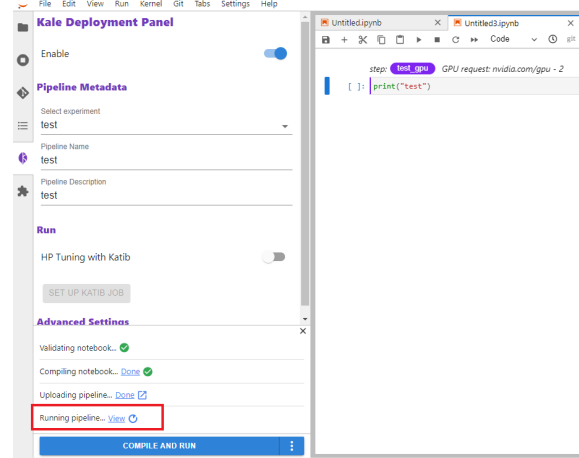 File Edit View Run Kernel Git Tabs Settings Help
Kale Deployment Panel
Enable
Pipeline Metadata
Select experiment
test
Pipeline Name
test
Pipeline Description
test
Run
HP Tuning with Katib
SET UP KATIB JOB
Advanced Settings
Validating notebook...
Compiling notebook... Done
Uploading pipeline... Done
Running pipeline... View
COMPILE AND RUN
Untitled.ipynb
Untitled3.ipynb
Code
git
step: test_gpu GPU request: nvidia.com/gpu - 2
[ ]: print("test")